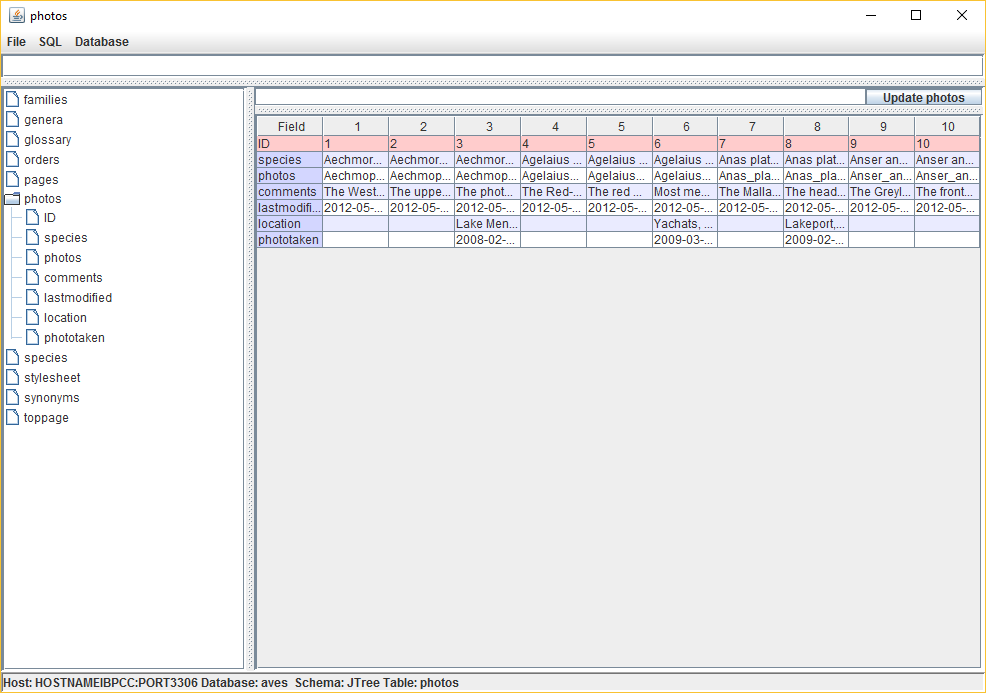 photos
File SQL Database
families
genera
glossary
orders
pages
photos
ID
species
photos
comments
lastmodified
location
phototaken
species
stylesheet
synonyms
toppage
Update photos
Field 1 2 3 4 5 6 7 8 9 10
ID 1 2 3 4 5 6 7 8 9 10
species Aechmor... Aechmor... Aechmor... Agelaius ... Agelaius ... Agelaius ... Anas plat... Anas plat... Anser an... Anser an...
photos Aechmop... Aechmop... Aechmop... Agelaius... Agelaius... Agelaius... Anas_pla... Anas_pla... Anser_an... Anser_an...
comments The West... The uppe... The phot... The Red-... The red ... Most me... The Malla... The head... The Greyl... The front...
lastmodifi... 2012-05-... 2012-05-... 2012-05-... 2012-05-... 2012-05-... 2012-05-... 2012-05-... 2012-05-... 2012-05-... 2012-05-...
location Lake Men... Yachats, ... Lakeport,...
phototaken 2008-02-... 2009-03-... 2009-02-...
Host: HOSTNAMEIBPCC:PORT3306 Database: aves Schema: JTree Table: photos